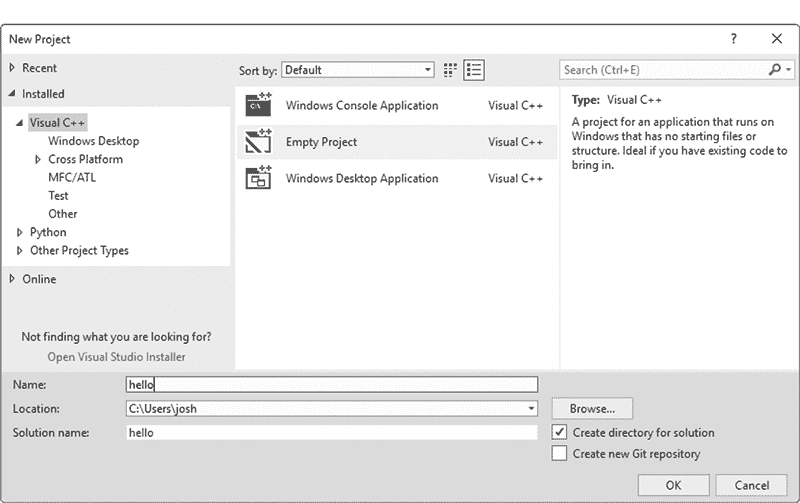 New Project
? ×
Recent
Sort by: Default
Search (Ctrl+E)
Installed
Visual C++
Windows Desktop
Cross Platform
MFC/ATL
Test
Other
Python
Other Project Types
Online
Not finding what you are looking for?
Open Visual Studio Installer
Windows Console Application Visual C++
Empty Project Visual C++
Windows Desktop Application Visual C++
Type: Visual C++
A project for an application that runs on
Windows that has no starting files or
structure. Ideal if you have existing code to
bring in.
Name: hello
Location: C:\Users\josh Browse...
Solution name: hello
Create directory for solution
Create new Git repository
OK Cancel